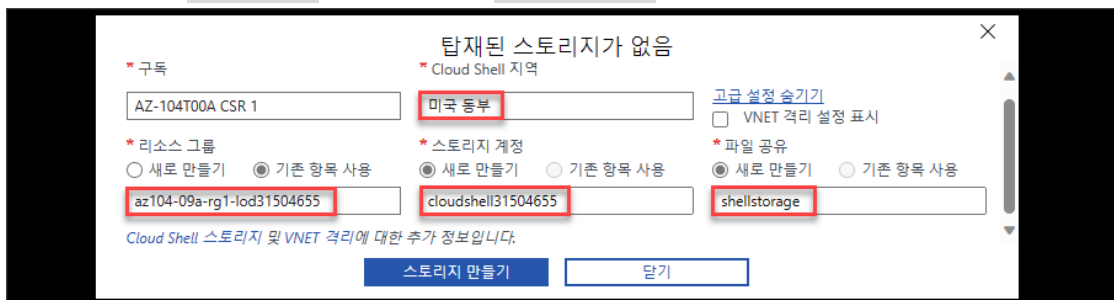 탑재된 스토리지가 없음
* 구독
* Cloud Shell 지역
AZ-104T00A CSR 1
미국 동부
고급 설정 숨기기
VNET 격리 설정 표시
* 리소스 그룹
* 스토리지 계정
* 파일 공유
새로 만들기 기존 항목 사용
새로 만들기 기존 항목 사용
새로 만들기 기존 항목 사용
az104-09a-rg1-lod31504655
cloudshell31504655
shellstorage
Cloud Shell 스토리지 및 VNET 격리에 대한 추가 정보입니다.
스토리지 만들기
닫기